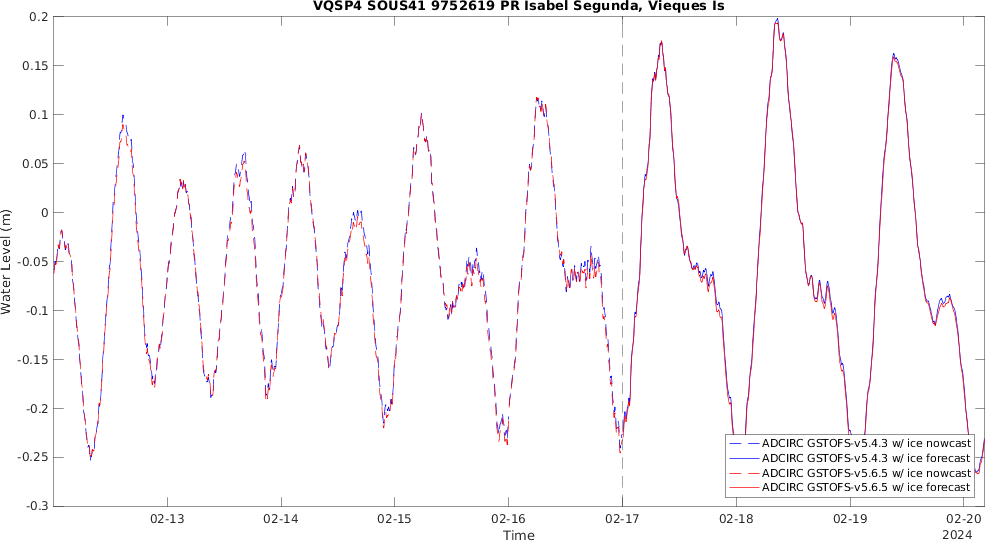 VQSP4 SOUS41 9752619 PR Isabel Segunda, Vieques Is
0.2
0.15
0.1
0.05
0
-0.05
-0.1
-0.15
-0.2
-0.25
-0.3
Water Level (m)
ADCIRC GSTOFS-v5.4.3 w/ ice nowcast
ADCIRC GSTOFS-v5.4.3 w/ ice forecast
ADCIRC GSTOFS-v5.6.5 w/ ice nowcast
ADCIRC GSTOFS-v5.6.5 w/ ice forecast
02-13 02-14 02-15 02-16 02-17 02-18 02-19 02-20
Time
2024